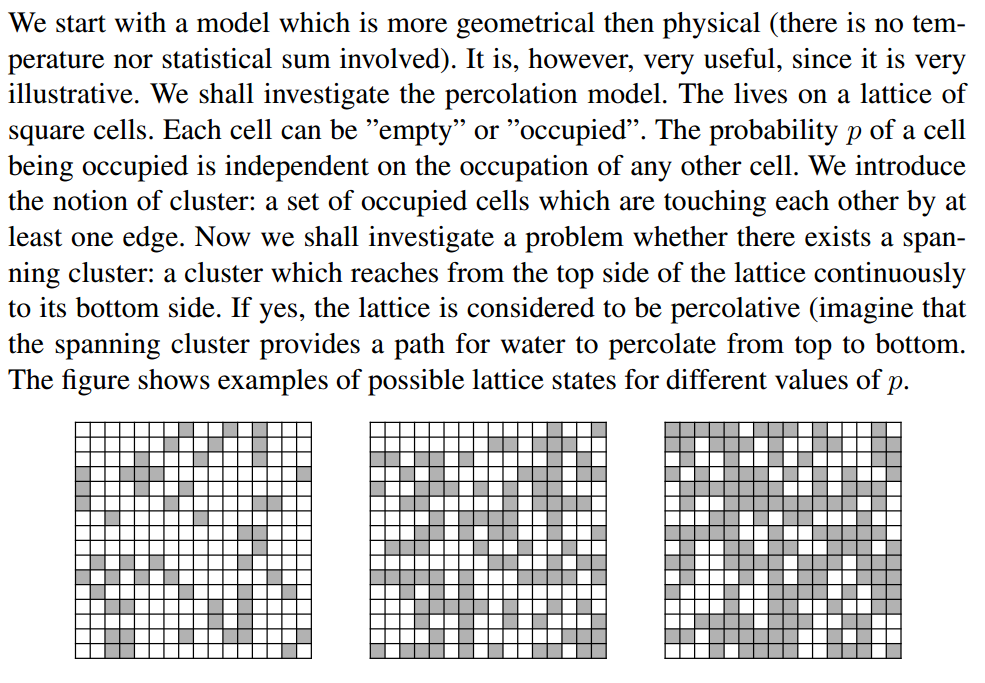 We start with a model which is more geometrical then physical (there is no tem-
perature nor statistical sum involved). It is, however, very useful, since it is very
illustrative. We shall investigate the percolation model. The lives on a lattice of
square cells. Each cell can be ”empty” or ”occupied”. The probability p of a cell
being occupied is independent on the occupation of any other cell. We introduce
the notion of cluster: a set of occupied cells which are touching each other by at
least one edge. Now we shall investigate a problem whether there exists a span-
ning cluster: a cluster which reaches from the top side of the lattice continuously
to its bottom side. If yes, the lattice is considered to be percolative (imagine that
the spanning cluster provides a path for water to percolate from top to bottom.
The figure shows examples of possible lattice states for different values of p.